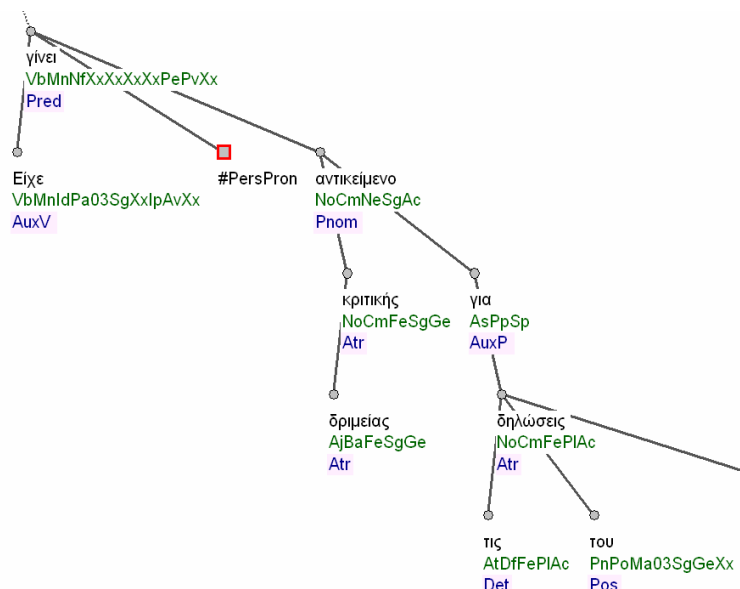 γίνει
VbMnNfXxXxXxXxPePvXx
Pred
Είχε
VbMnIdPa03SgXxIpAvXx
AuxV
#PersPron
αντικείμενο
NoCmNeSgAc
Pnom
κριτικής
NoCmFeSgGe
Atr
για
AsPpSp
AuxP
δριμείας
AjBaFeSgGe
Atr
δηλώσεις
NoCmFePlAc
Atr
τις
AtDfFePlAc
Det
του
PnPoMa03SgGeXx
Pos